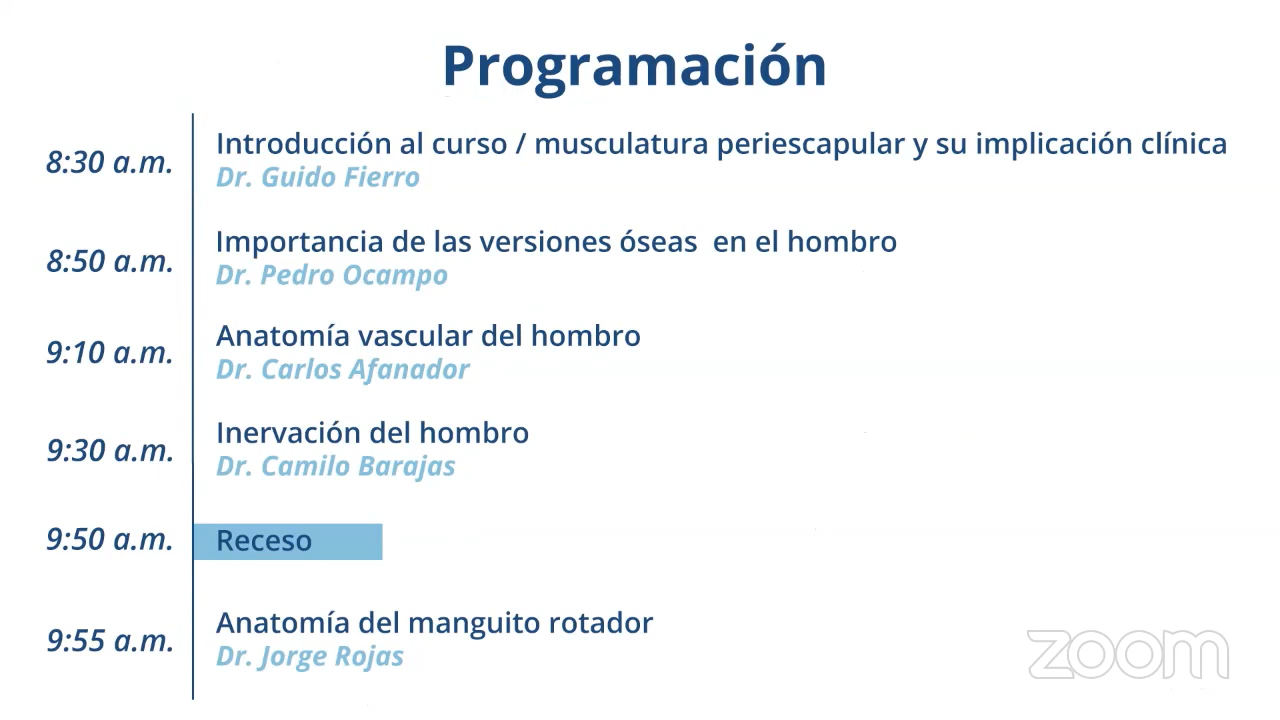 Programación
8:30 a.m.
Introducción al curso / musculatura periescapular y su implicación clínica
Dr. Guido Fierro
8:50 a.m.
Importancia de las versiones óseas  en el hombro
Dr. Pedro Ocampo
9:10 a.m.
Anatomía vascular del hombro
Dr. Carlos Afanador
9:30 a.m.
Inervación del hombro
Dr. Camilo Barajas
9:50 a.m.
Receso
9:55 a.m.
Anatomía del manguito rotador
Dr. Jorge Rojas
zoom